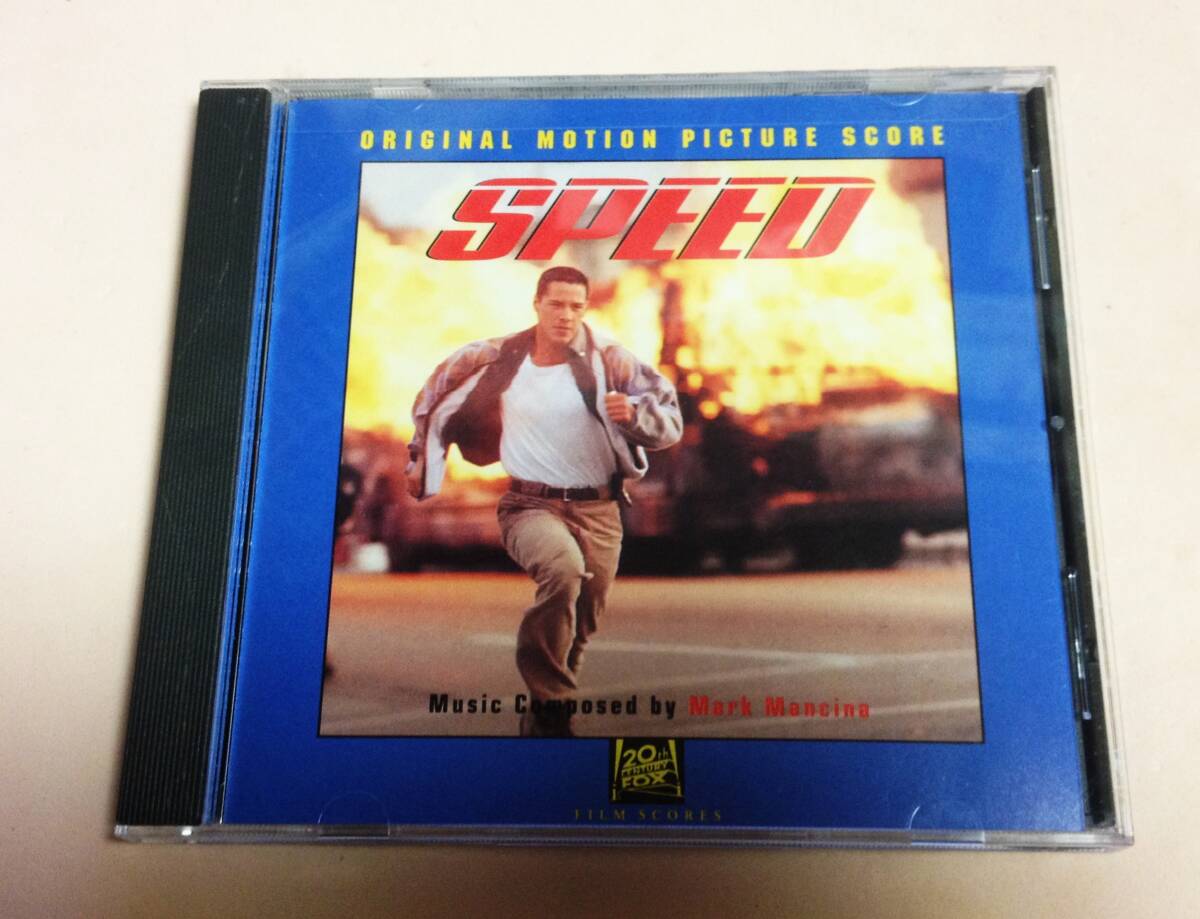 ORIGINAL MOTION PICTURE SCORE
SPEED
Music Composed by Mark Mancina
20th
CENTURY
FOX
FILM SCORES